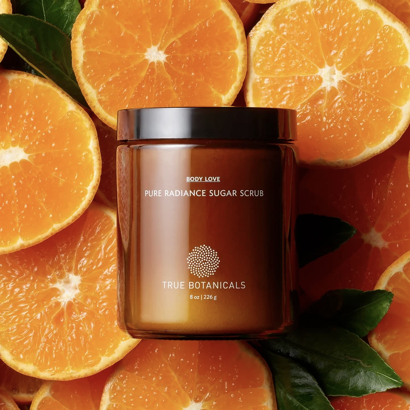 BODY LOVE
PURE RADIANCE SUGAR SCRUB
TRUE BOTANICALS
8 oz | 226 g